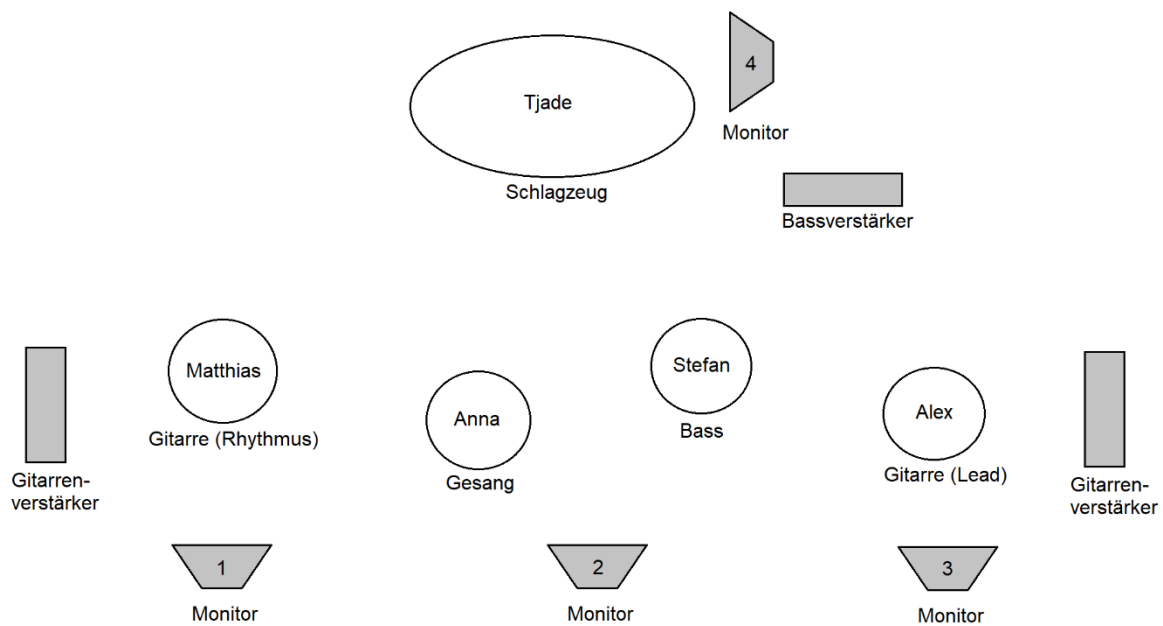 4
Tjade
Monitor
Schlagzeug
Bassverstärker
Matthias
Gitarre (Rhythmus)
Anna
Gesang
Stefan
Bass
Alex
Gitarre (Lead)
Gitarren-
verstärker
Gitarren-
verstärker
1
Monitor
2
Monitor
3
Monitor